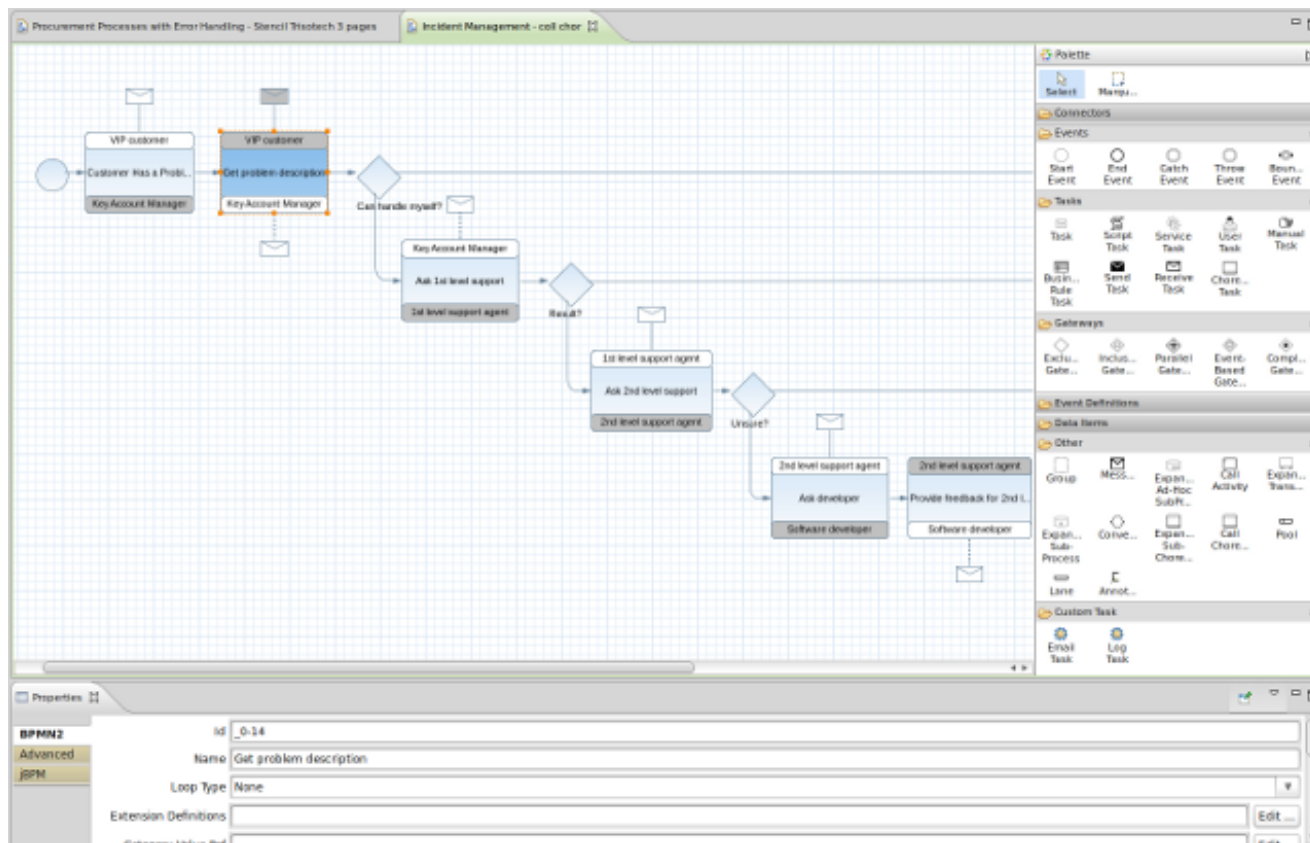 Procurement Processes with Error Handling - Stencil Trisotech 3 pages
Incident Management - coll chor
Palette
Select
Marqu...
Connectors
Events
Start Event
End Event
Catch Event
Throw Event
Boun... Event
Tasks
Task
Script Task
Service Task
User Task
Manual Task
Busin... Rule Task
Send Task
Receive Task
Chore... Task
Gateways
Exclu... Gate...
Inclus... Gate...
Parallel Gate...
Event-Based Gate...
Compl... Gate...
Event Definitions
Data Items
Other
Group
Mess...
Expan... Ad-Hoc SubPr...
Call Activity
Expan... Trans...
Expan... Sub-Process
Conve...
Expan... Sub-Chore...
Call Chore...
Pool
Lane
Annot...
Custom Task
Email Task
Log Task
VIP customer
Customer Has a Probl...
Key Account Manager
VIP customer
Get problem description
Key Account Manager
Can handle myself?
Key Account Manager
Ask 1st level support
1st level support agent
Result?
1st level support agent
Ask 2nd level support
2nd level support agent
Unsure?
2nd level support agent
Ask developer
Software developer
2nd level support agent
Provide feedback for 2nd l...
Software developer
Properties
BPMN2
Advanced
jBPM
Id _0-14
Name Get problem description
Loop Type None
Extension Definitions Edit ...